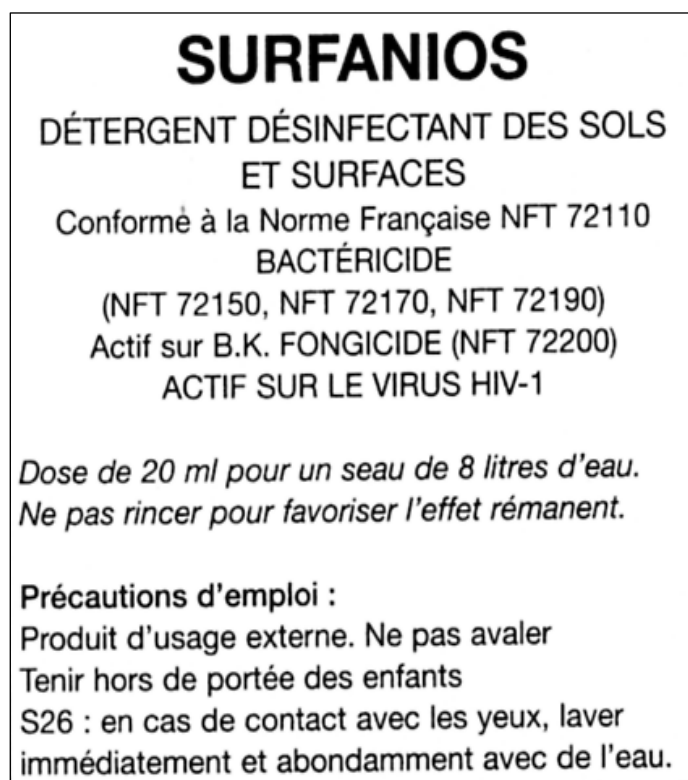 SURFANIOS
DÉTERGENT DÉSINFECTANT DES SOLS
ET SURFACES
Conforme à la Norme Française NFT 72110
BACTÉRICIDE
(NFT 72150, NFT 72170, NFT 72190)
Actif sur B.K. FONGICIDE (NFT 72200)
ACTIF SUR LE VIRUS HIV-1
Dose de 20 ml pour un seau de 8 litres d'eau.
Ne pas rincer pour favoriser l'effet rémanent.
Précautions d'emploi :
Produit d'usage externe. Ne pas avaler
Tenir hors de portée des enfants
S26 : en cas de contact avec les yeux, laver
immédiatement et abondamment avec de l'eau.